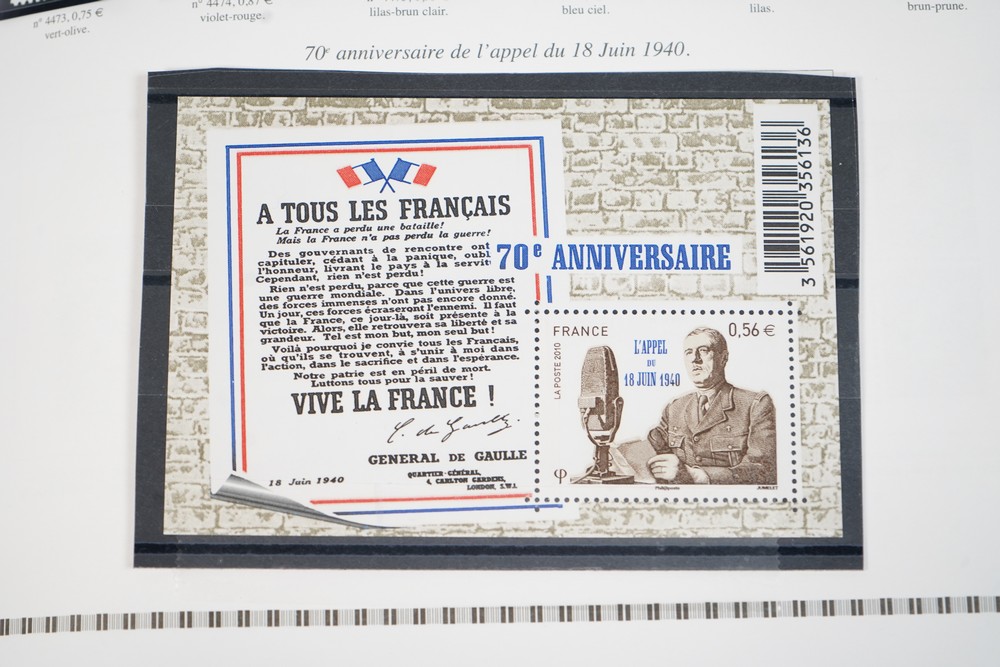 n° 4473, 0,75 €
vert-olive.
n° 4474, 0,87 €
violet-rouge.
lilas-brun clair.
bleu ciel.
lilas.
brun-prune.
70e anniversaire de l'appel du 18 Juin 1940.
A TOUS LES FRANÇAIS
La France a perdu une bataille!
Mais la France n'a pas perdu la guerre!
Des gouvernants de rencontre ont
capituler, cédant à la panique, oubl
l'honneur, livrant le pays à la servit
Cependant, rien n'est perdu!
Rien n'est perdu, parce que cette guerre est
une guerre mondiale. Dans l'univers libre,
des forces immenses n'ont pas encore donné.
Un jour, ces forces écraseront l'ennemi. Il faut
que la France, ce jour-là, soit présente à la
victoire. Alors, elle retrouvera sa liberté et sa
grandeur. Tel est mon but, mon seul but!
Voilà pourquoi je convie tous les Français,
où qu'ils se trouvent, à s'unir à moi dans
l'action, dans le sacrifice et dans l'espérance.
Notre patrie est en péril de mort.
Luttons tous pour la sauver!
VIVE LA FRANCE !
C. de Gaulle.
GENERAL DE GAULLE
QUARTIER-GÉNÉRAL,
4, CARLTON GARDENS,
LONDON, S.W.1.
18 Juin 1940
70e ANNIVERSAIRE
3 561920 356136
FRANCE
0,56 €
LA POSTE 2010
L'APPEL
DU
18 JUIN 1940
JUMELET